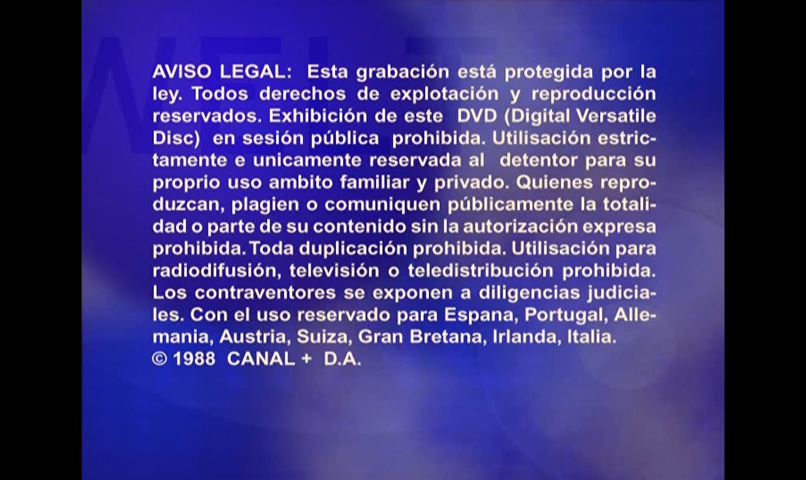 WELT
AVISO LEGAL: Esta grabación está protegida por la
ley. Todos derechos de explotación y reproducción
reservados. Exhibición de este DVD (Digital Versatile
Disc) en sesión pública prohibida. Utilisación estric-
tamente e unicamente reservada al detentor para su
proprio uso ambito familiar y privado. Quienes repro-
duzcan, plagien o comuniquen públicamente la totali-
dad o parte de su contenido sin la autorización expresa
prohibida. Toda duplicación prohibida. Utilisación para
radiodifusión, televisión o teledistribución prohibida.
Los contraventores se exponen a diligencias judicia-
les. Con el uso reservado para Espana, Portugal, Alle-
mania, Austria, Suiza, Gran Bretana, Irlanda, Italia.
© 1988 CANAL + D.A.